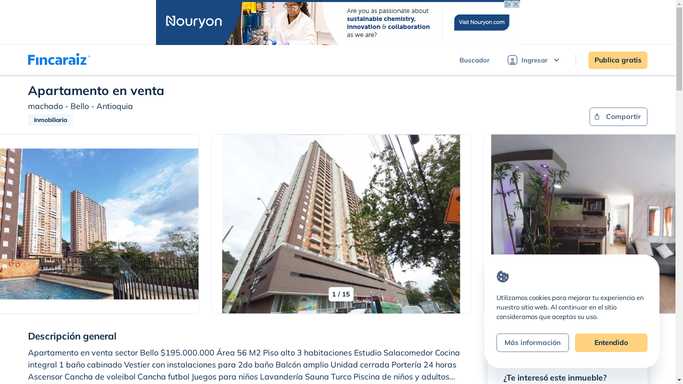 Nouryon
Are you as passionate about
sustainable chemistry,
innovation & collaboration
as we are?
Visit Nouryon.com
Fincaraiz
Buscador
Ingresar
Publica gratis
Apartamento en venta
machado - Bello - Antioquia
Inmobiliaria
Compartir
1 / 15
Utilizamos cookies para mejorar tu experiencia en
nuestro sitio web. Al continuar en el sitio
consideramos que aceptas su uso.
Más información
Entendido
Descripción general
Apartamento en venta sector Bello $195.000.000 Área 56 M2 Piso alto 3 habitaciones Estudio Salacomedor Cocina
integral 1 baño cabinado Vestier con instalaciones para 2do baño Balcón amplio Unidad cerrada Portería 24 horas
Ascensor Cancha de voleibol Cancha futbol Juegos para niños Lavandería Sauna Turco Piscina de niños y adultos...
¿Te interesó este inmueble?